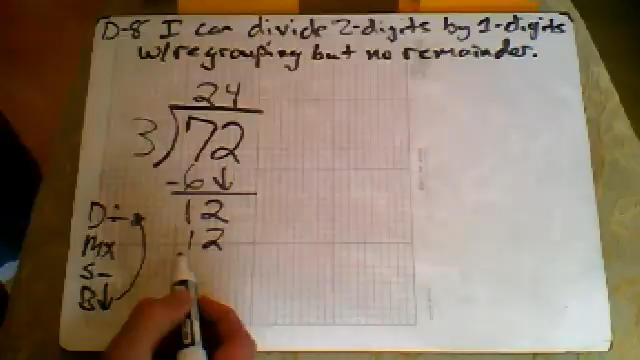 D-8 I can divide 2-digits by 1-digits
w/regrouping but no remainder.
24
3)72
-6↓
12
12
D÷
Mx
S-
B↓